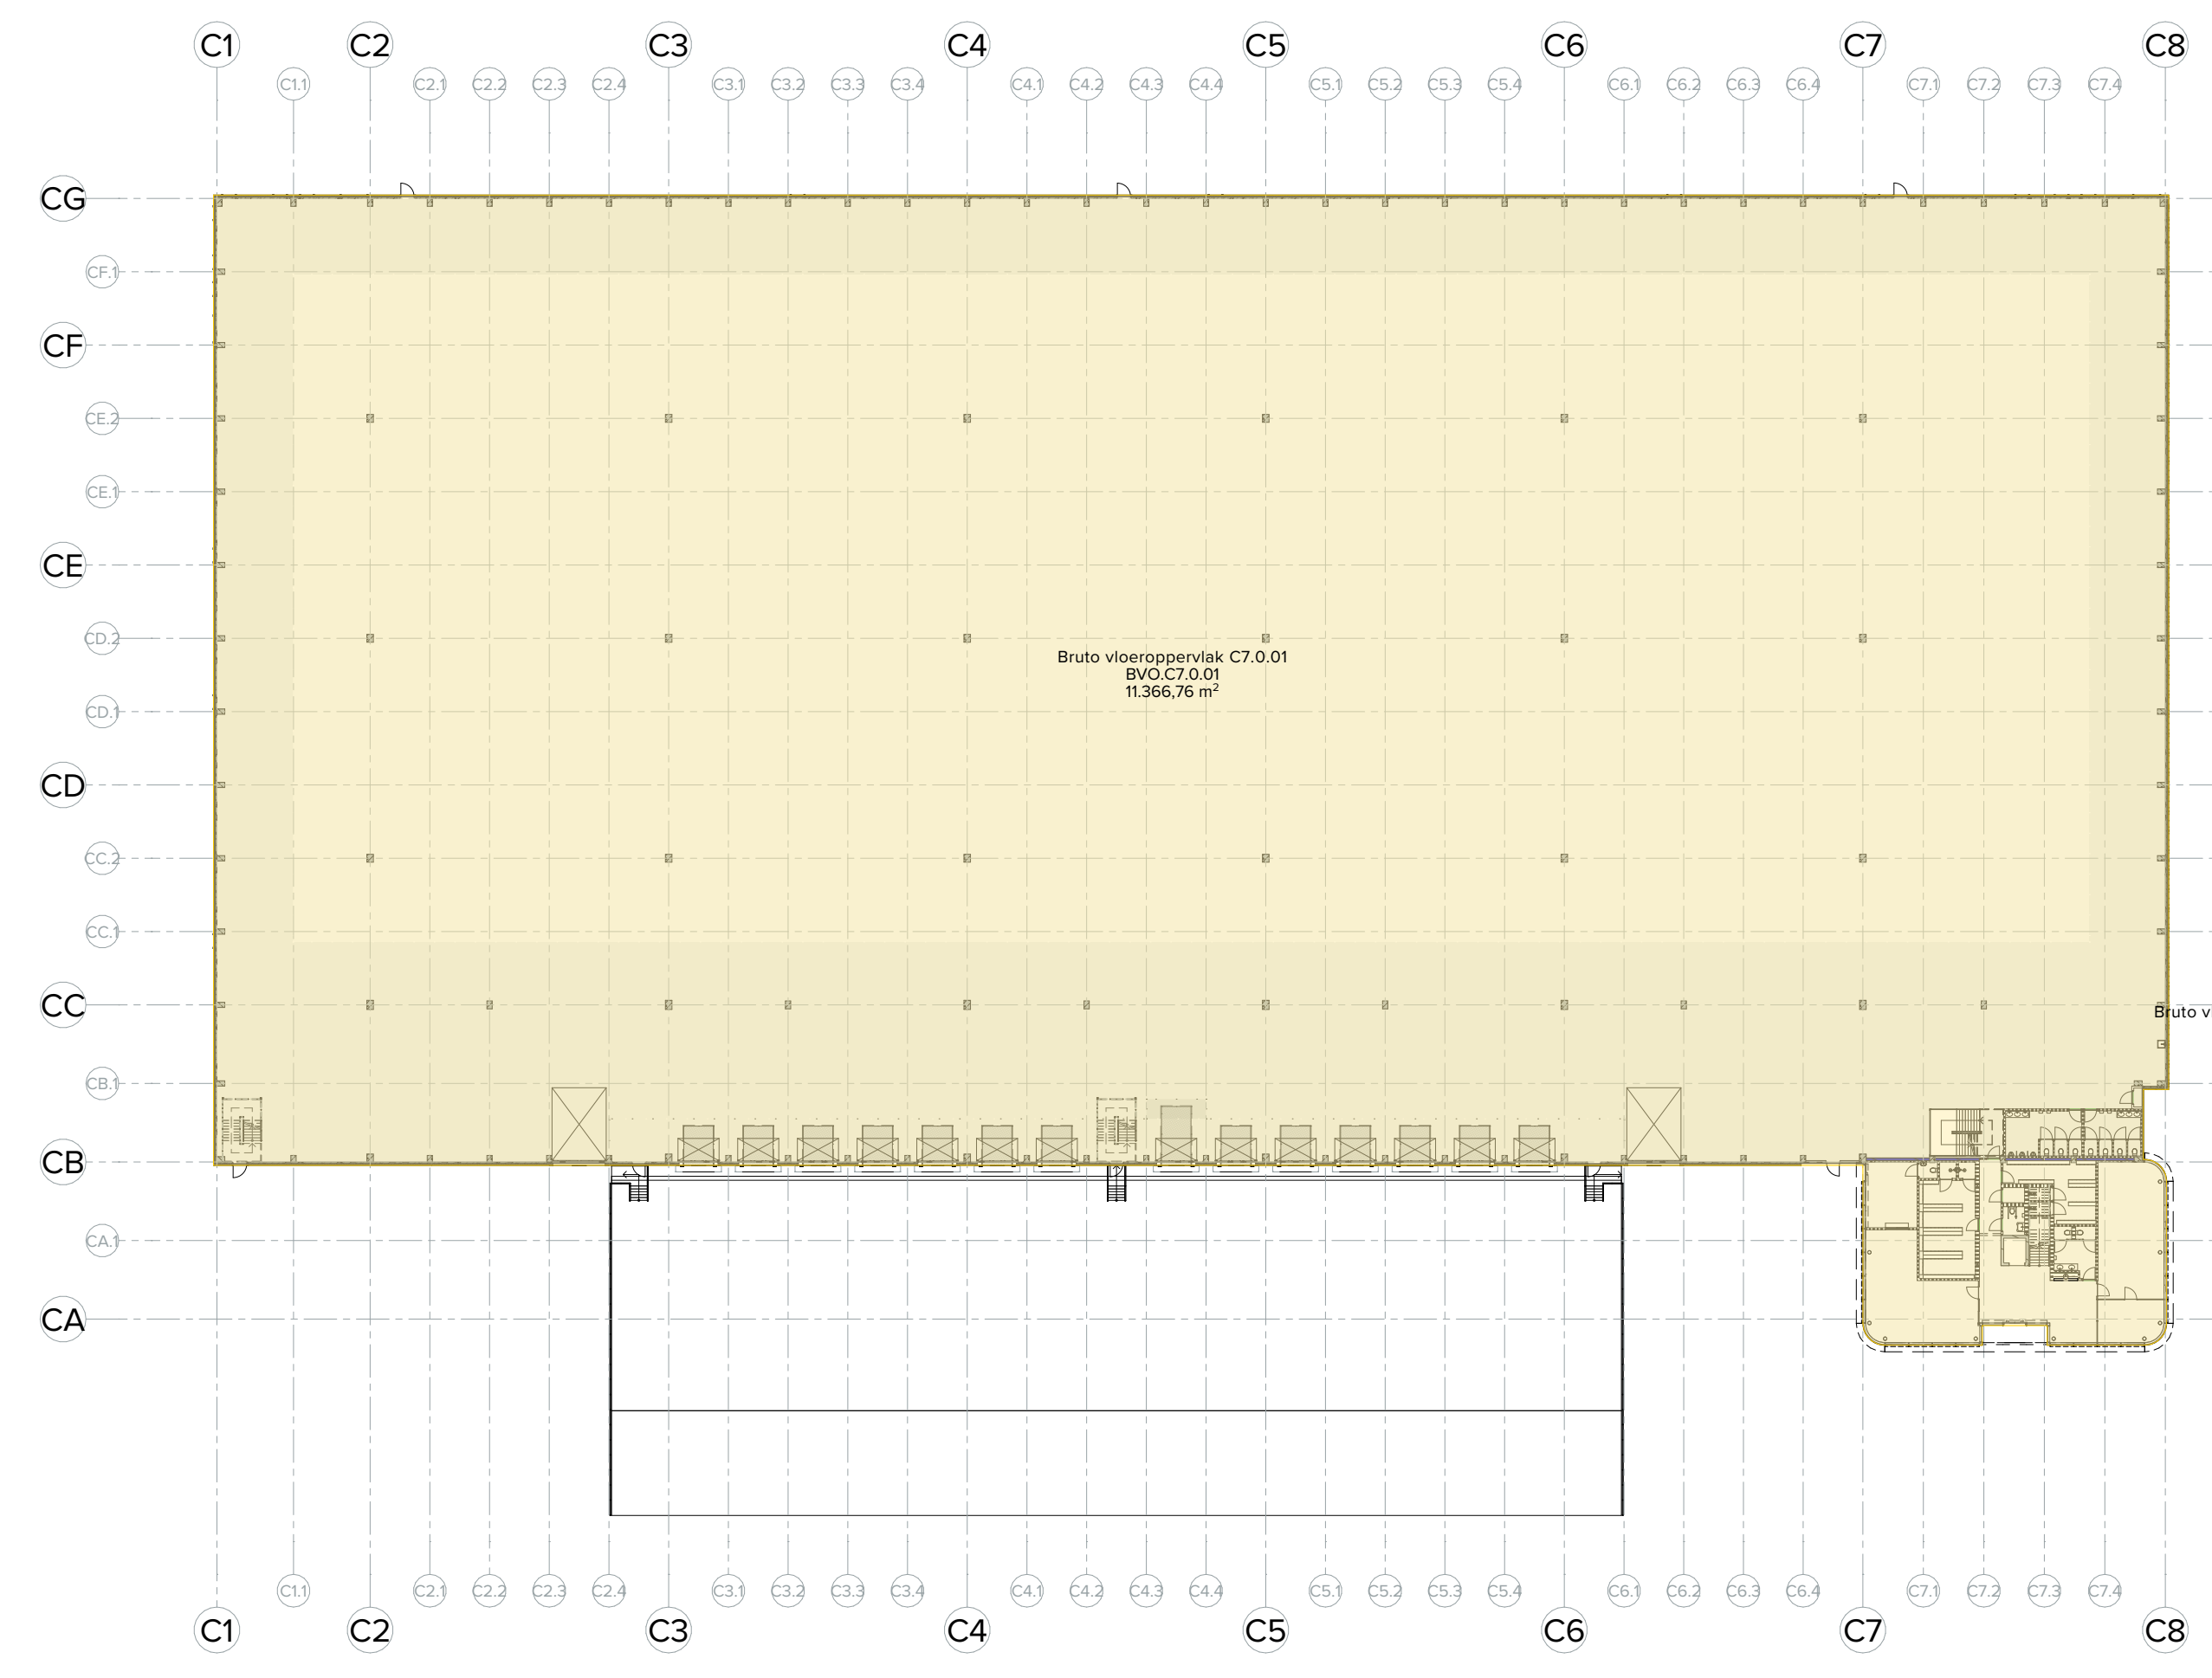 C1 C2 C3 C4 C5 C6 C7 C8
C1.1 C2.1 C2.2 C2.3 C2.4 C3.1 C3.2 C3.3 C3.4 C4.1 C4.2 C4.3 C4.4 C5.1 C5.2 C5.3 C5.4 C6.1 C6.2 C6.3 C6.4 C7.1 C7.2 C7.3 C7.4
CG
CF.1
CF
CE.2
CE.1
CE
CD.2
Bruto vloeroppervlak C7.0.01
BVO.C7.0.01
11.366,76 m²
CD.1
CD
CC.2
CC.1
CC
Bruto v
CB.1
CB
CA.1
CA
C1.1 C2.1 C2.2 C2.3 C2.4 C3.1 C3.2 C3.3 C3.4 C4.1 C4.2 C4.3 C4.4 C5.1 C5.2 C5.3 C5.4 C6.1 C6.2 C6.3 C6.4 C7.1 C7.2 C7.3 C7.4
C1 C2 C3 C4 C5 C6 C7 C8